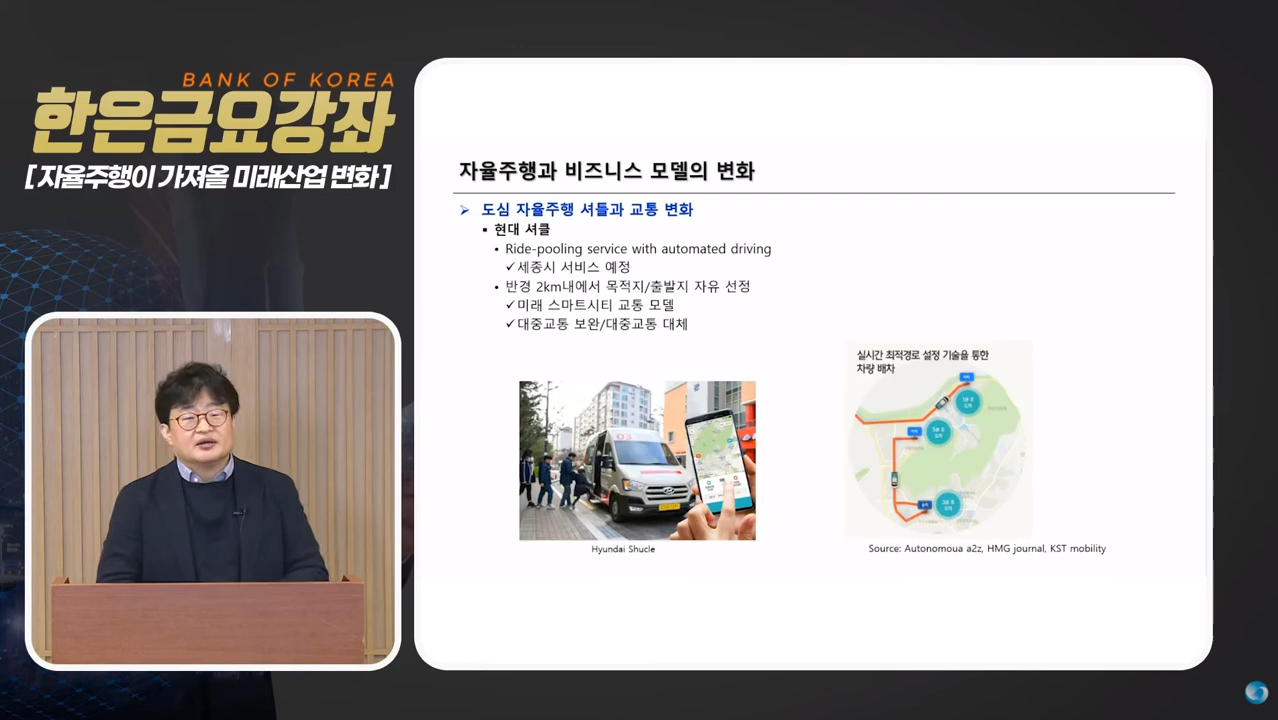 BANK OF KOREA
한은금요강좌
[자율주행이 가져올 미래산업 변화]
자율주행과 비즈니스 모델의 변화
➢ 도심 자율주행 셔틀과 교통 변화
▪ 현대 셔클
• Ride-pooling service with automated driving
✓세종시 서비스 예정
• 반경 2km내에서 목적지/출발지 자유 선정
✓미래 스마트시티 교통 모델
✓대중교통 보완/대중교통 대체
실시간 최적경로 설정 기술을 통한
차량 배차
03
Hyundai Shucle
Source: Autonomoua a2z, HMG journal, KST mobility